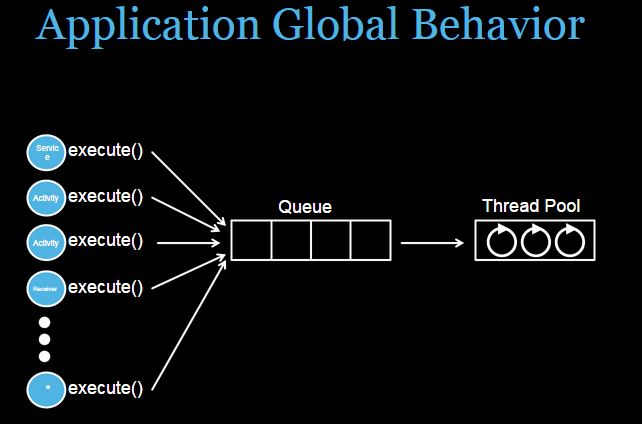 Application Global Behavior
Servic
e
execute()
Activity
execute()
Activity
execute()
Receiver
execute()
*
execute()
Queue
Thread Pool